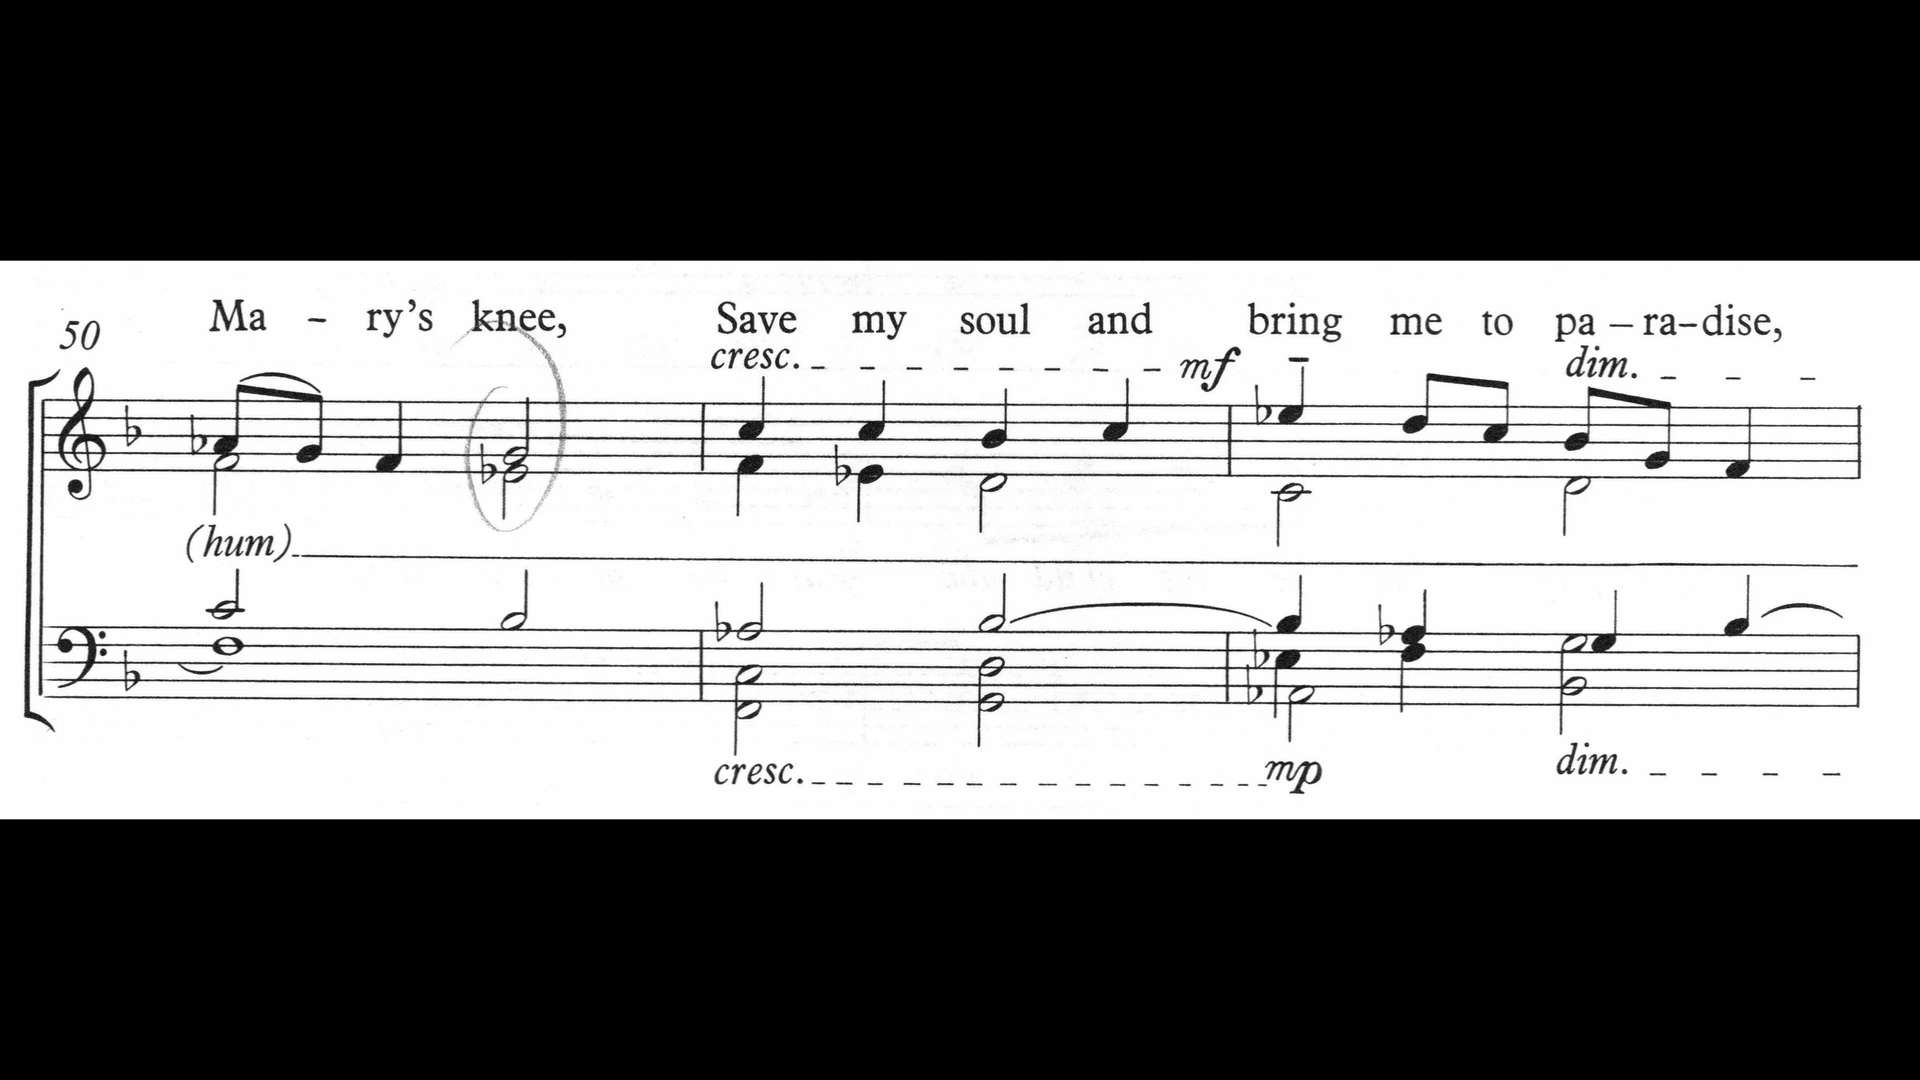 50
Ma – ry's knee, Save my soul and bring me to pa – ra – dise,
cresc. mf dim.
(hum)
cresc. mp dim.